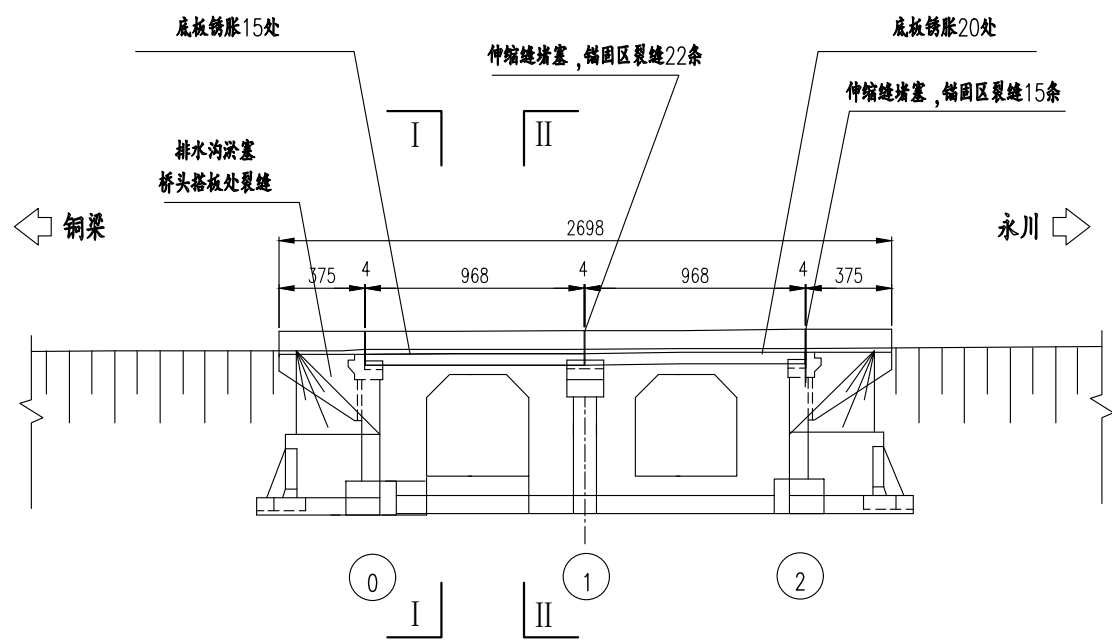 底板锈胀15处
底板锈胀20处
伸缩缝堵塞,锚固区裂缝22条
伸缩缝堵塞,锚固区裂缝15条
I
II
排水沟淤塞
桥头搭板处裂缝
铜梁
永川
2698
375
4
968
4
968
4
375
0
1
2
I
II